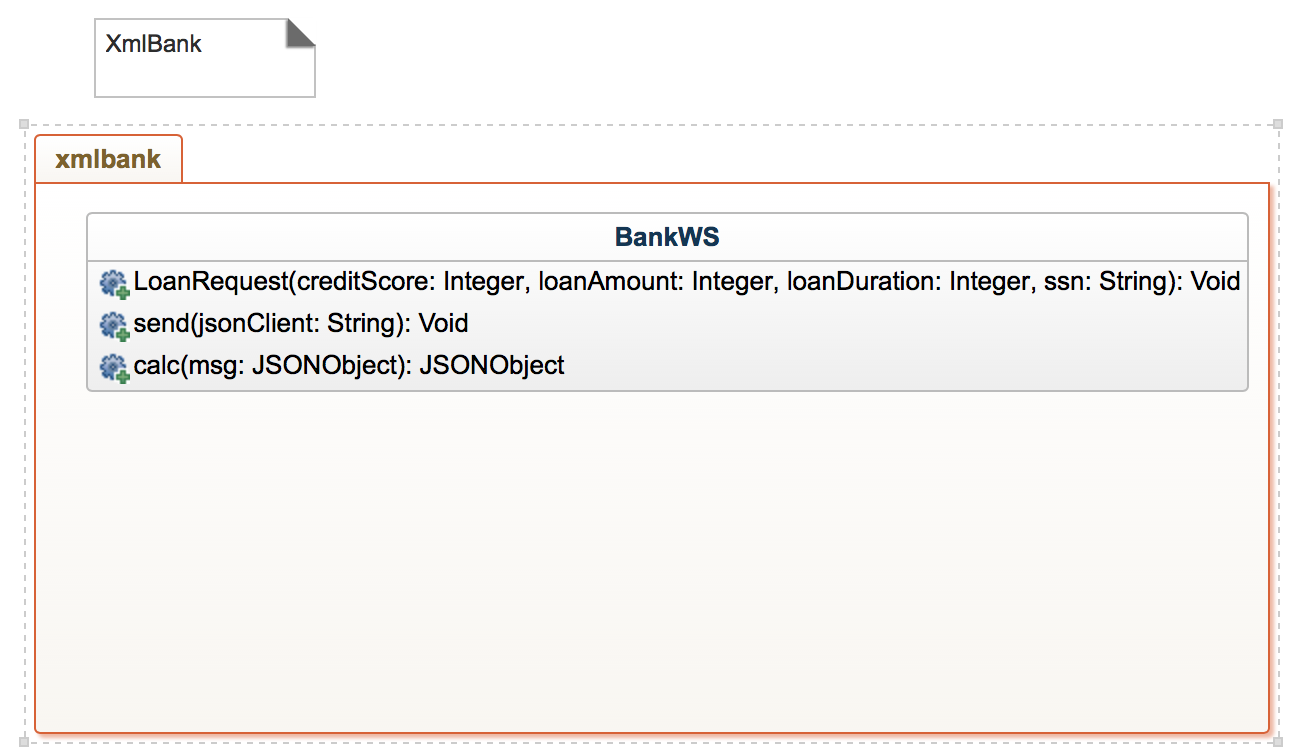 XmlBank
xmlbank
BankWS
LoanRequest(creditScore: Integer, loanAmount: Integer, loanDuration: Integer, ssn: String): Void
send(jsonClient: String): Void
calc(msg: JSONObject): JSONObject